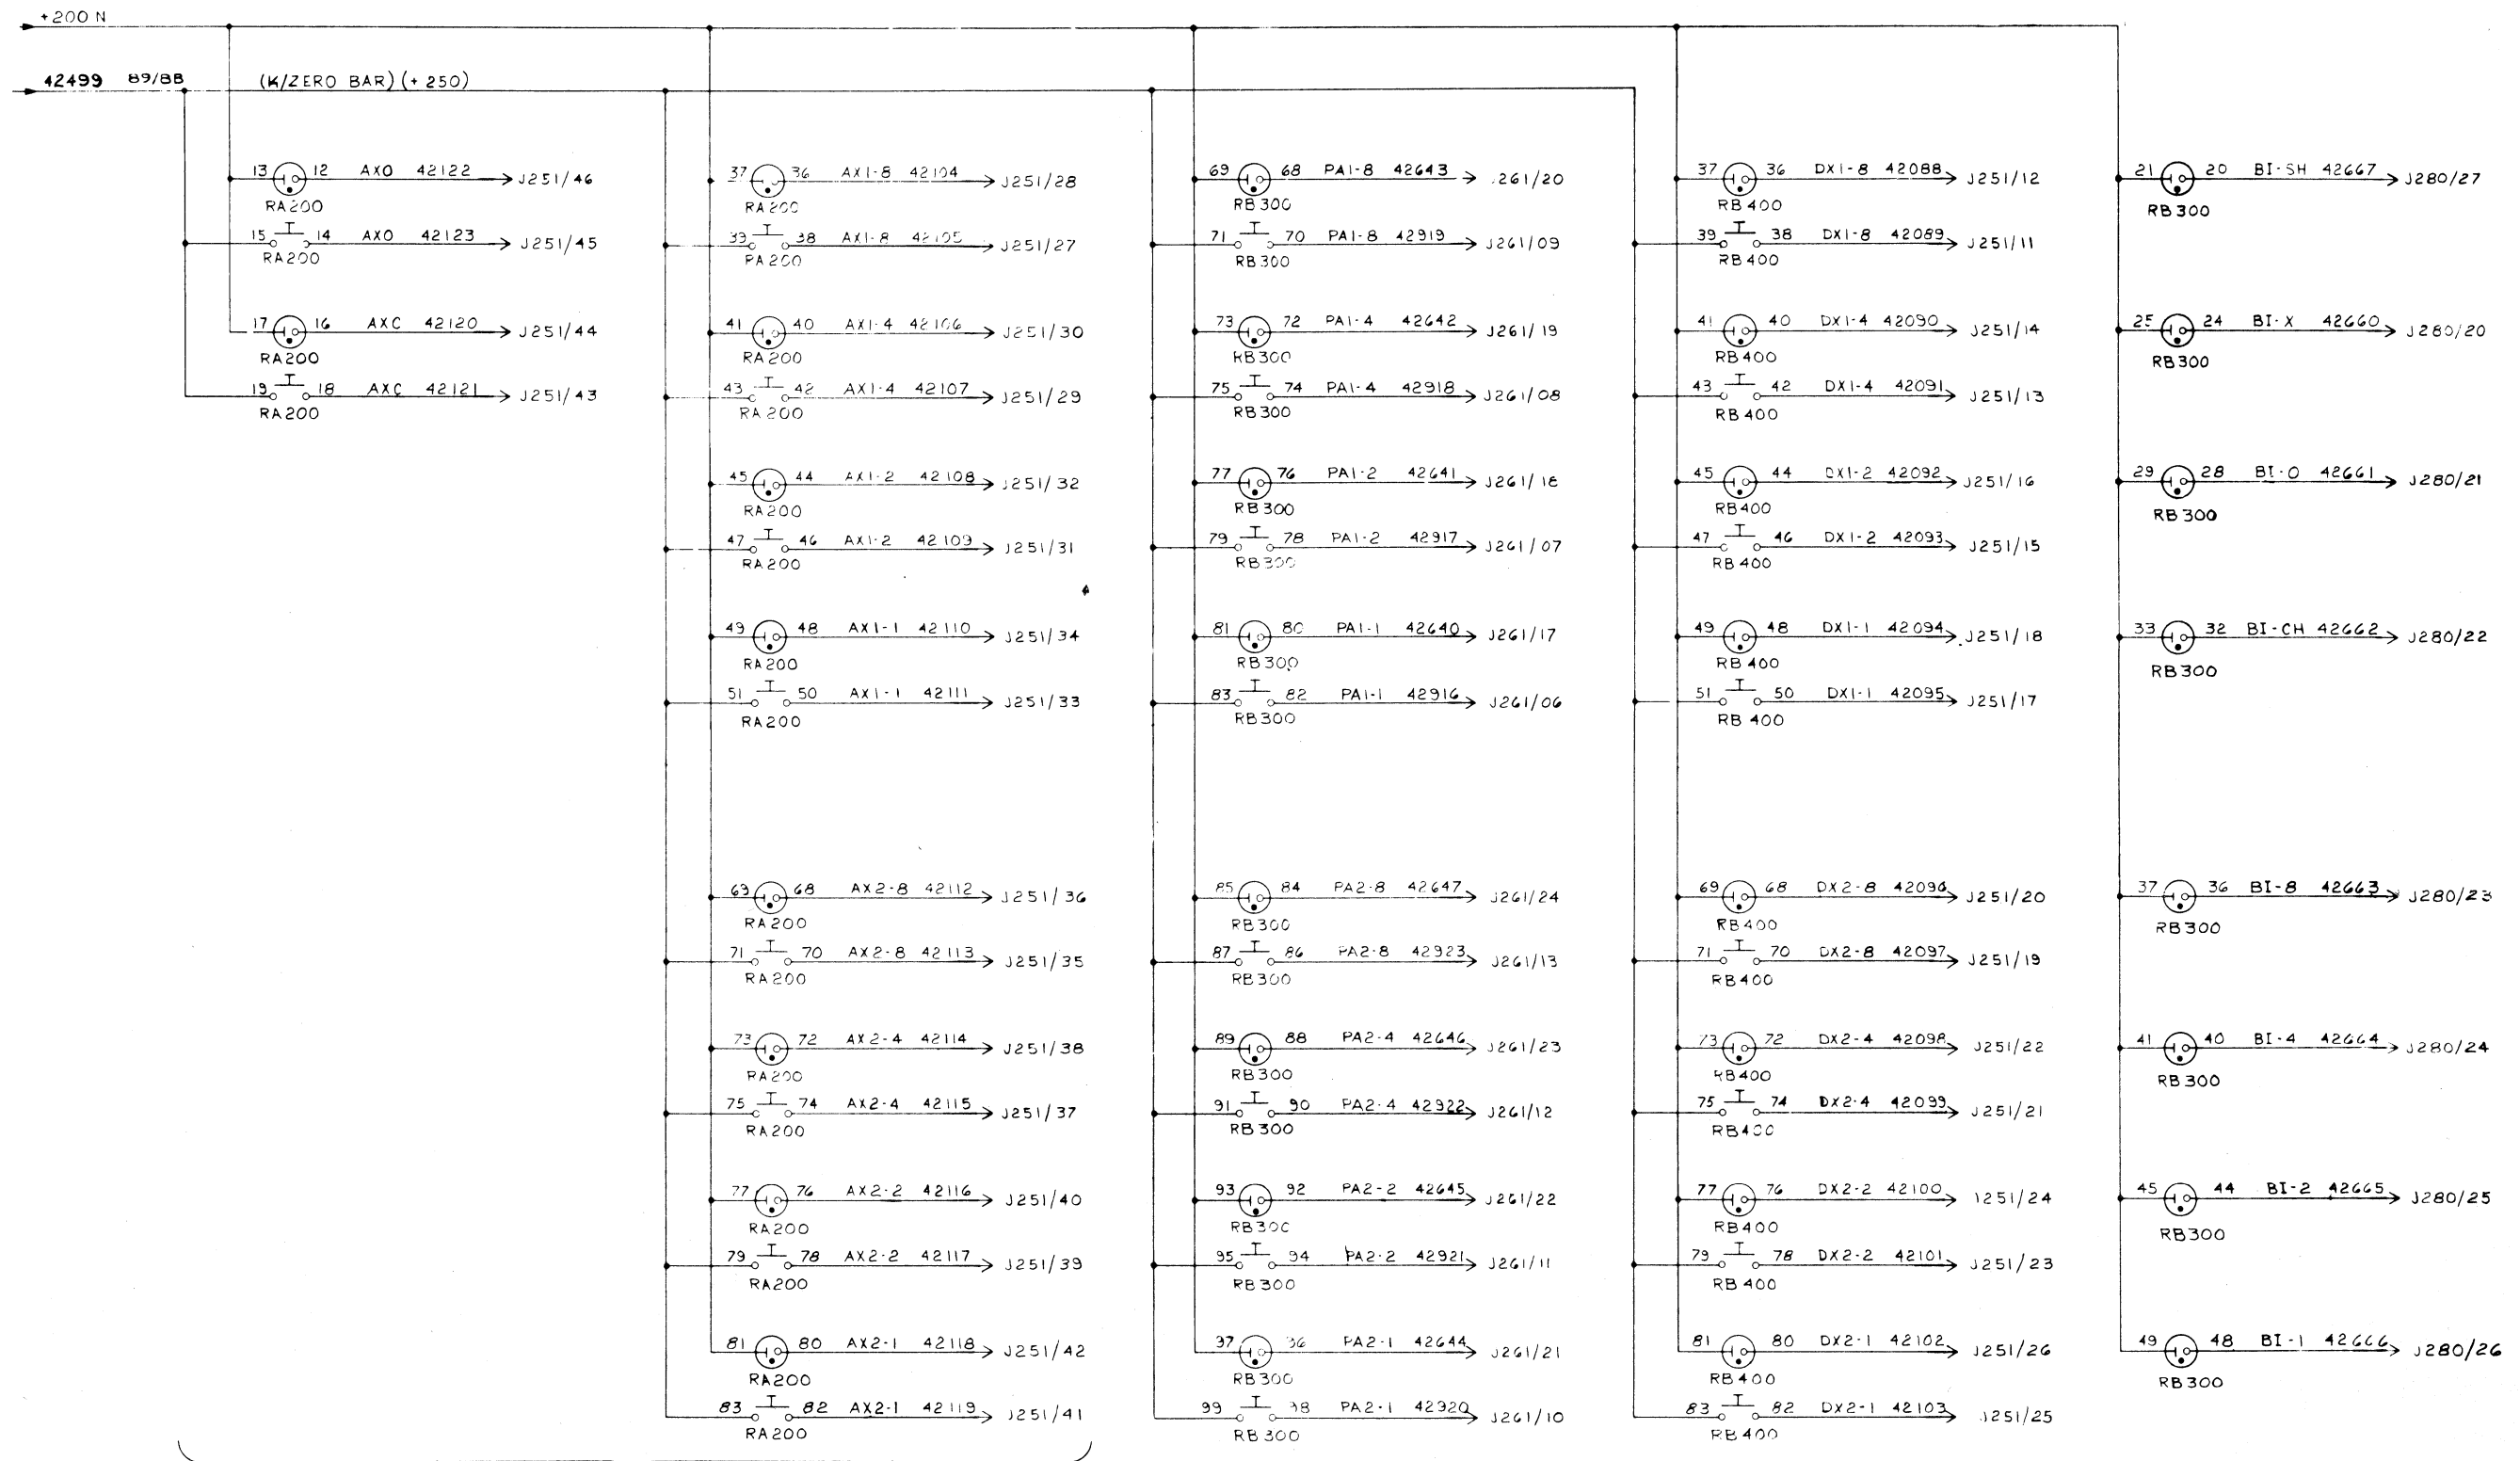 +200 N
42499 89/88 (K/ZERO BAR) (+ 250)
13 12 AXO 42122 J251/46
RA200
15 14 AXO 42123 J251/45
RA200
17 16 AXC 42120 J251/44
RA200
19 18 AXC 42121 J251/43
RA200
37 36 AX1-8 42104 J251/28
RA200
39 38 AX1-8 42105 J251/27
RA200
41 40 AX1-4 42106 J251/30
RA200
43 42 AX1-4 42107 J251/29
RA200
45 44 AX1-2 42108 J251/32
RA200
47 46 AX1-2 42109 J251/31
RA200
49 48 AX1-1 42110 J251/34
RA200
51 50 AX1-1 42111 J251/33
RA200
69 68 AX2-8 42112 J251/36
RA200
71 70 AX2-8 42113 J251/35
RA200
73 72 AX2-4 42114 J251/38
RA200
75 74 AX2-4 42115 J251/37
RA200
77 76 AX2-2 42116 J251/40
RA200
79 78 AX2-2 42117 J251/39
RA200
81 80 AX2-1 42118 J251/42
RA200
83 82 AX2-1 42119 J251/41
RA200
69 68 PA1-8 42643 J261/20
RB300
71 70 PA1-8 42919 J261/09
RB300
73 72 PA1-4 42642 J261/19
RB300
75 74 PA1-4 42918 J261/08
RB300
77 76 PA1-2 42641 J261/18
RB300
79 78 PA1-2 42917 J261/07
RB300
81 80 PA1-1 42640 J261/17
RB300
83 82 PA1-1 42916 J261/06
RB300
85 84 PA2-8 42647 J261/24
RB300
87 86 PA2-8 42923 J261/13
RB300
89 88 PA2-4 42646 J261/23
RB300
91 90 PA2-4 42922 J261/12
RB300
93 92 PA2-2 42645 J261/22
RB300
95 94 PA2-2 42921 J261/11
RB300
97 96 PA2-1 42644 J261/21
RB300
99 98 PA2-1 42920 J261/10
RB300
37 36 DX1-8 42088 J251/12
RB400
39 38 DX1-8 42089 J251/11
RB400
41 40 DX1-4 42090 J251/14
RB400
43 42 DX1-4 42091 J251/13
RB400
45 44 DX1-2 42092 J251/16
RB400
47 46 DX1-2 42093 J251/15
RB400
49 48 DX1-1 42094 J251/18
RB400
51 50 DX1-1 42095 J251/17
RB 400
69 68 DX2-8 42096 J251/20
RB400
71 70 DX2-8 42097 J251/19
RB400
73 72 DX2-4 42098 J251/22
RB400
75 74 DX2-4 42099 J251/21
RB400
77 76 DX2-2 42100 J251/24
RB400
79 78 DX2-2 42101 J251/23
RB 400
81 80 DX2-1 42102 J251/26
RB400
83 82 DX2-1 42103 J251/25
RB400
21 20 BI-SH 42667 J280/27
RB300
25 24 BI-X 42660 J280/20
RB300
29 28 BI-O 42661 J280/21
RB300
33 32 BI-CH 42662 J280/22
RB300
37 36 BI-8 42663 J280/23
RB300
41 40 BI-4 42664 J280/24
RB300
45 44 BI-2 42665 J280/25
RB300
49 48 BI-1 42666 J280/26
RB300